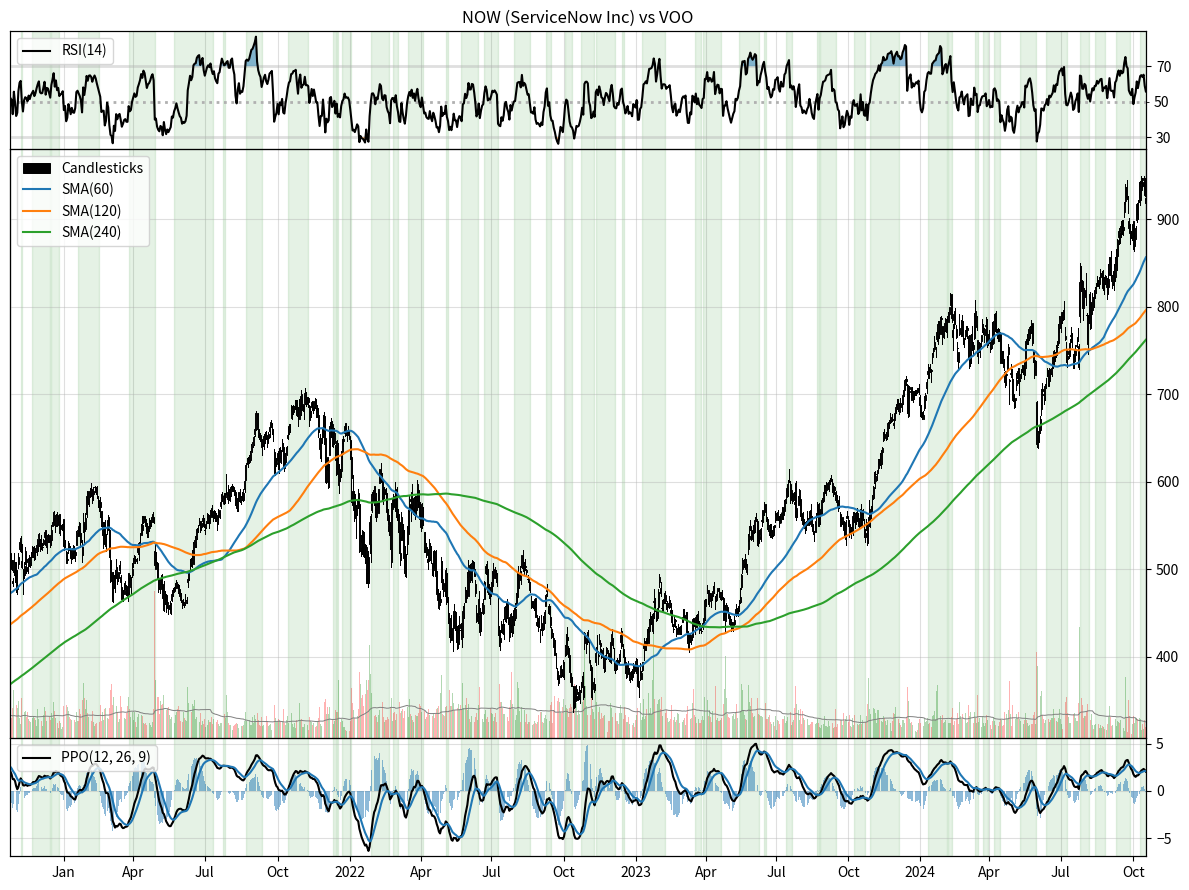 NOW (ServiceNow Inc) vs VOO
RSI(14)
70
50
30
Candlesticks
SMA(60)
SMA(120)
SMA(240)
900
800
700
600
500
400
PPO(12, 26, 9)
5
0
−5
Jan Apr Jul Oct 2022 Apr Jul Oct 2023 Apr Jul Oct 2024 Apr Jul Oct